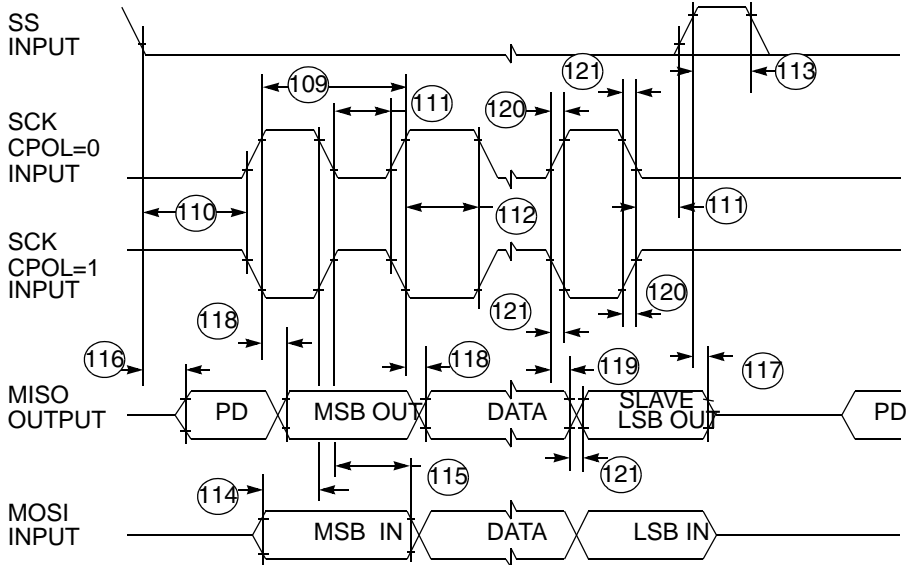 SS
INPUT
121
113
109
111
120
SCK
CPOL=0
INPUT
110
112
111
SCK
CPOL=1
INPUT
121
120
118
116
118
119
117
MISO
OUTPUT
PD
MSB OUT
DATA
SLAVE
LSB OUT
PD
121
115
114
MOSI
INPUT
MSB IN
DATA
LSB IN